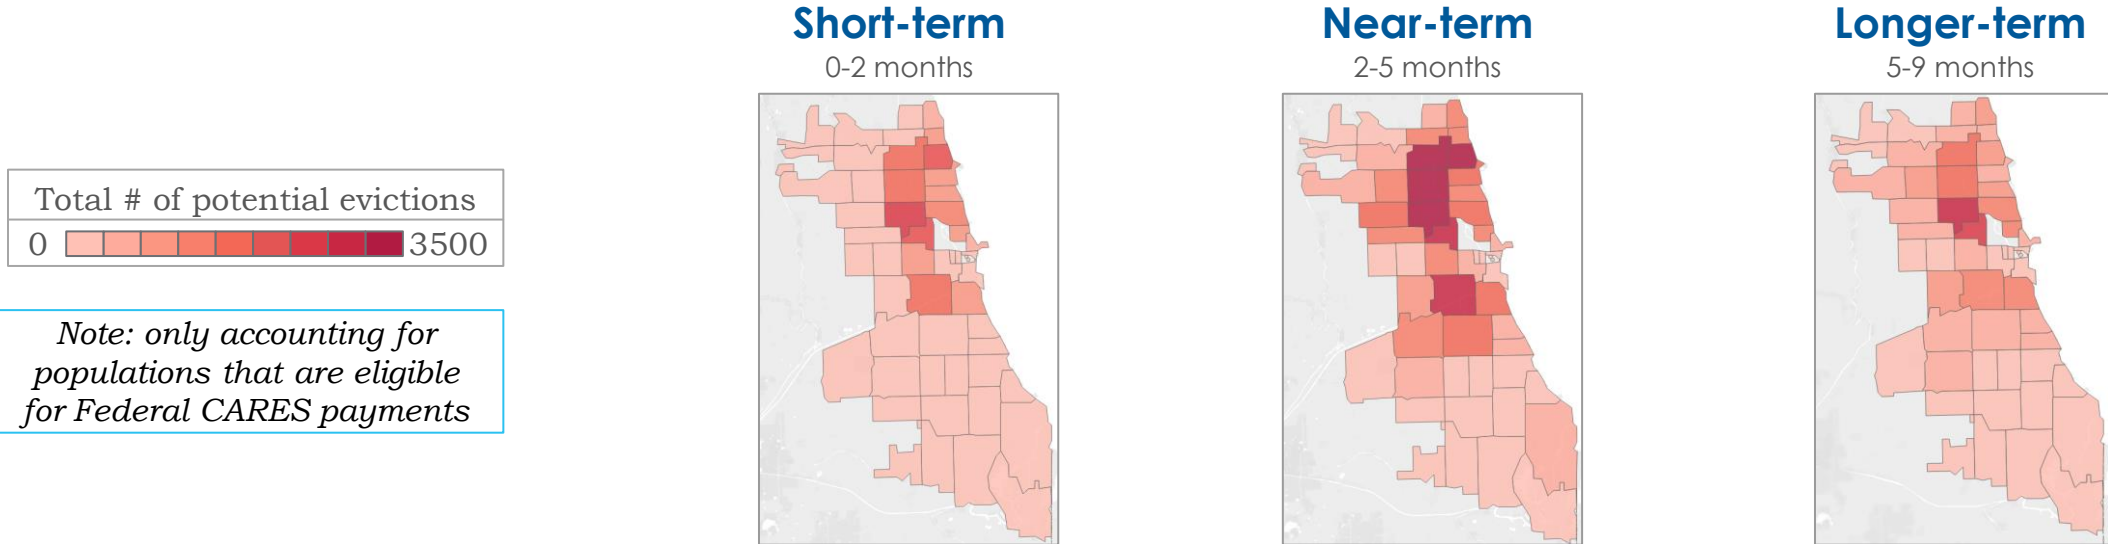 Short-term
0-2 months
Near-term
2-5 months
Longer-term
5-9 months
Total # of potential evictions
0 3500
Note: only accounting for
populations that are eligible
for Federal CARES payments